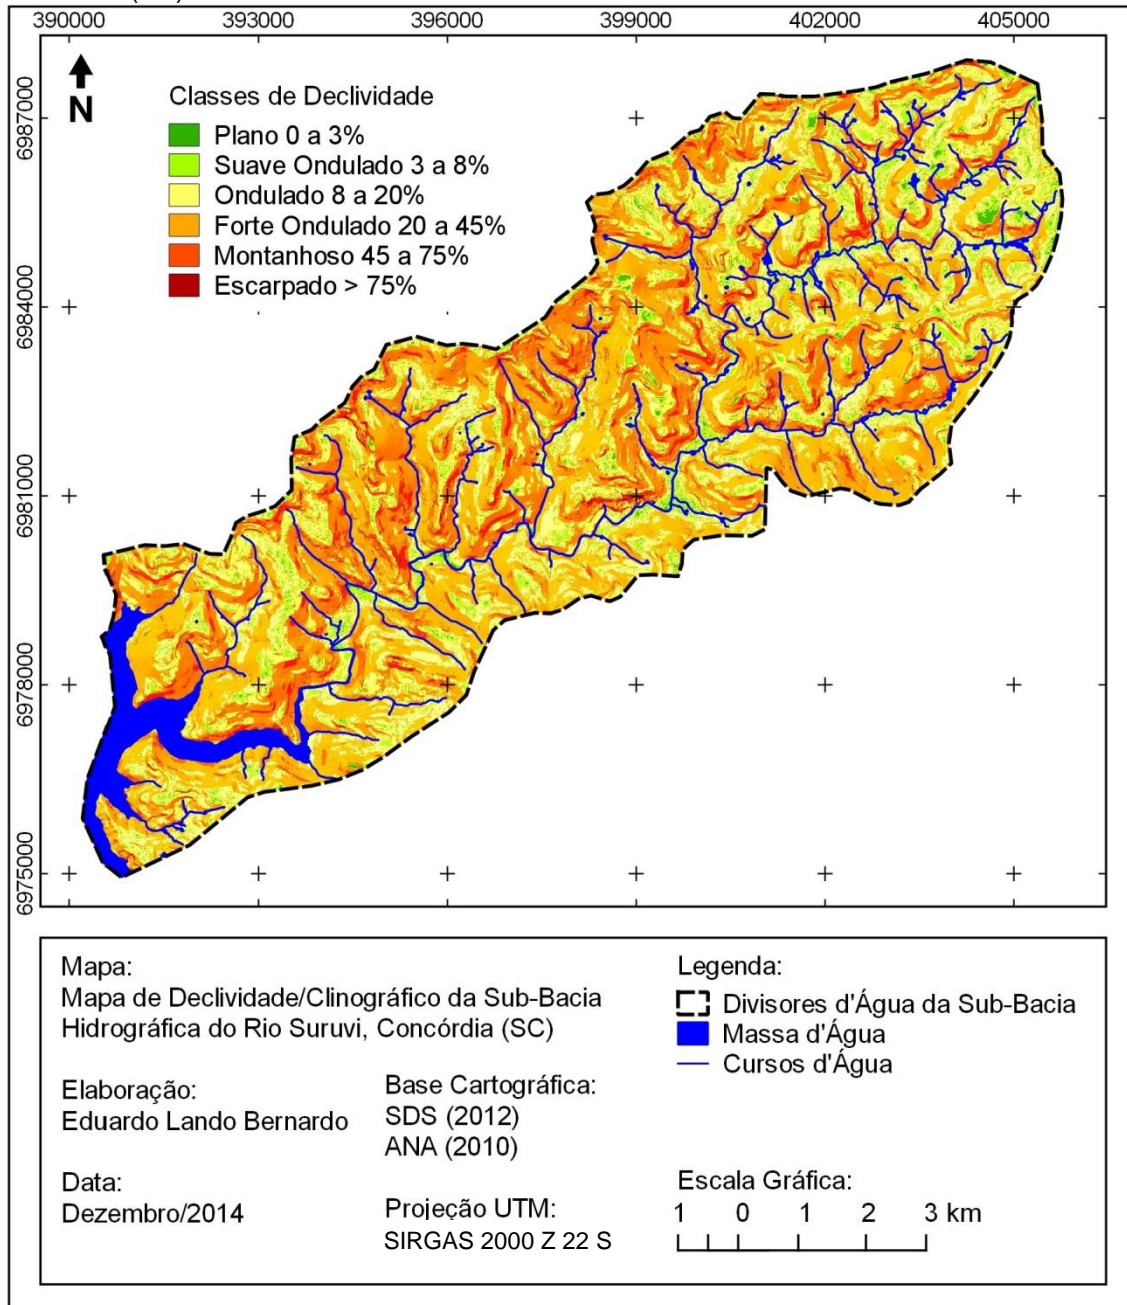 390000 393000 396000 399000 402000 405000
6987000
6984000
6981000
6978000
6975000
N
Classes de Declividade
Plano 0 a 3%
Suave Ondulado 3 a 8%
Ondulado 8 a 20%
Forte Ondulado 20 a 45%
Montanhoso 45 a 75%
Escarpado > 75%
Mapa:
Mapa de Declividade/Clinográfico da Sub-Bacia
Hidrográfica do Rio Suruvi, Concórdia (SC)
Elaboração:
Eduardo Lando Bernardo
Data:
Dezembro/2014
Base Cartográfica:
SDS (2012)
ANA (2010)
Projeção UTM:
SIRGAS 2000 Z 22 S
Legenda:
Divisores d'Água da Sub-Bacia
Massa d'Água
Cursos d'Água
Escala Gráfica:
1 0 1 2 3 km